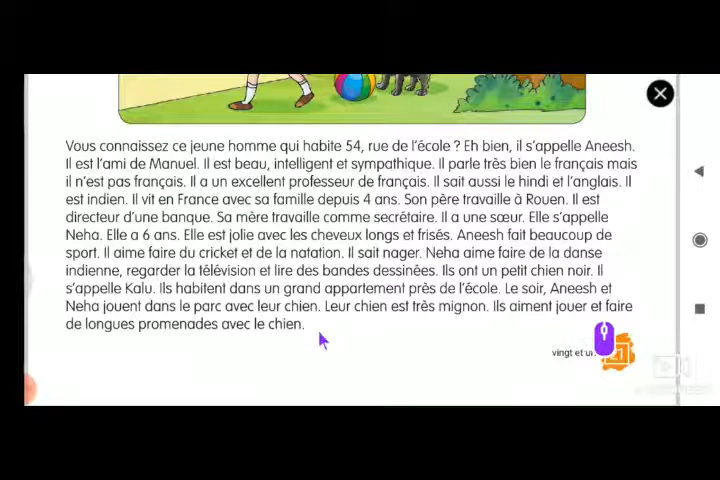 Vous connaissez ce jeune homme qui habite 54, rue de l'école ? Eh bien, il s'appelle Aneesh.
Il est l'ami de Manuel. Il est beau, intelligent et sympathique. Il parle très bien le français mais
il n'est pas français. Il a un excellent professeur de français. Il sait aussi le hindi et l'anglais. Il
est indien. Il vit en France avec sa famille depuis 4 ans. Son père travaille à Rouen. Il est
directeur d'une banque. Sa mère travaille comme secrétaire. Il a une sœur. Elle s'appelle
Neha. Elle a 6 ans. Elle est jolie avec les cheveux longs et frisés. Aneesh fait beaucoup de
sport. Il aime faire du cricket et de la natation. Il sait nager. Neha aime faire de la danse
indienne, regarder la télévision et lire des bandes dessinées. Ils ont un petit chien noir. Il
s'appelle Kalu. Ils habitent dans un grand appartement près de l'école. Le soir, Aneesh et
Neha jouent dans le parc avec leur chien. Leur chien est très mignon. Ils aiment jouer et faire
de longues promenades avec le chien.
vingt et